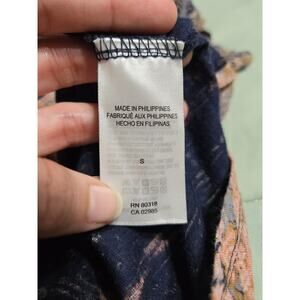 MADE IN PHILIPPINES
FABRIQUÉ AUX PHILIPPINES
HECHO EN FILIPINAS
S
RN 80318
CA 02985